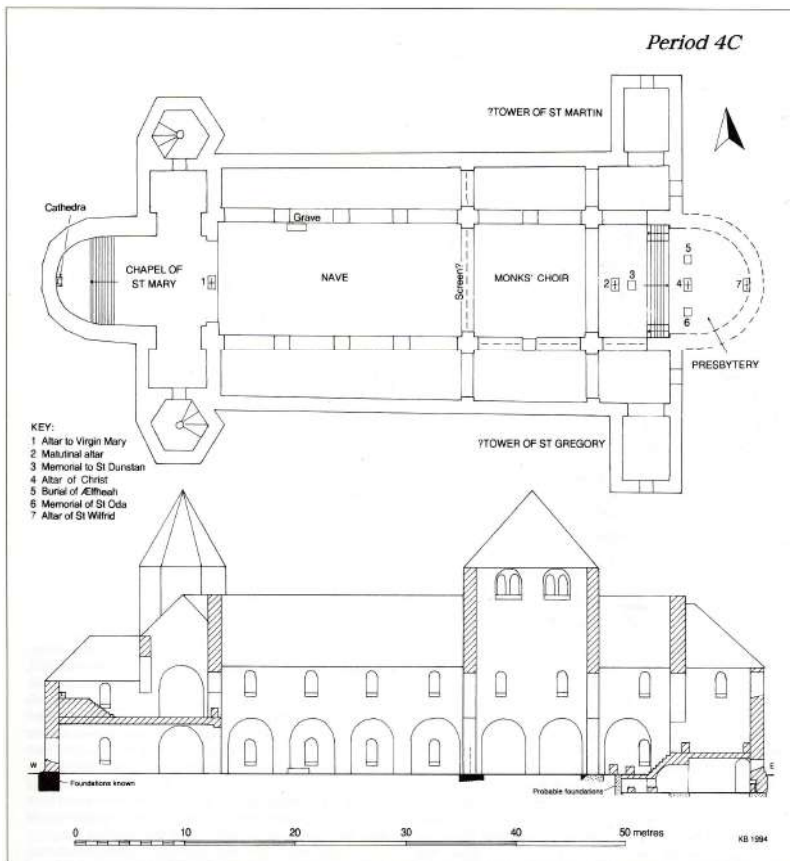 Period 4C
?TOWER OF ST MARTIN
Cathedra
Grave
5
CHAPEL OF
ST MARY
1
NAVE
Screen?
MONKS' CHOIR
2
3
4
7
6
PRESBYTERY
?TOWER OF ST GREGORY
KEY:
1 Altar to Virgin Mary
2 Matutinal altar
3 Memorial to St Dunstan
4 Altar of Christ
5 Burial of Ælfheah
6 Memorial of St Oda
7 Altar of St Wilfrid
W
E
Foundations known
Probable foundations
0
10
20
30
40
50 metres
KB 1994